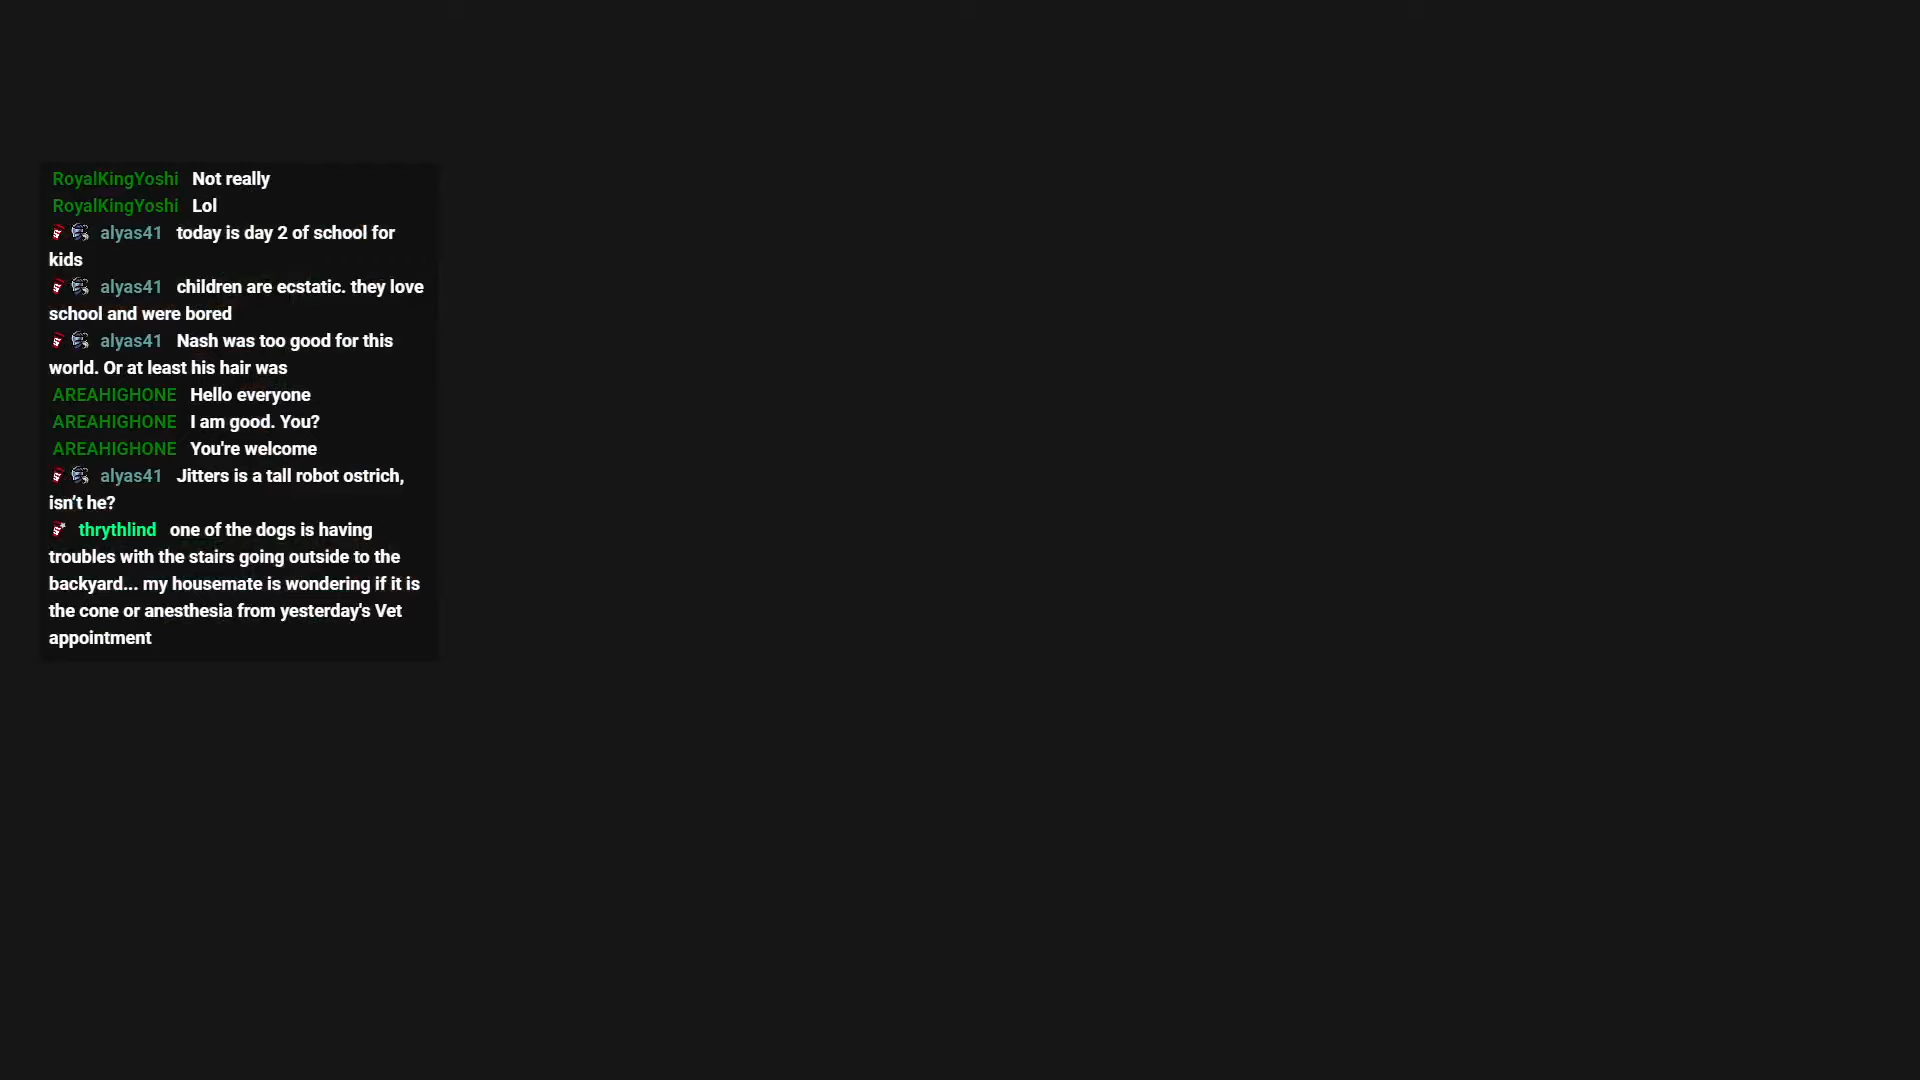 RoyalKingYoshi Not really
RoyalKingYoshi Lol
alyas41 today is day 2 of school for
kids
alyas41 children are ecstatic. they love
school and were bored
alyas41 Nash was too good for this
world. Or at least his hair was
AREAHIGHONE Hello everyone
AREAHIGHONE I am good. You?
AREAHIGHONE You're welcome
alyas41 Jitters is a tall robot ostrich,
isn’t he?
thrythlind one of the dogs is having
troubles with the stairs going outside to the
backyard... my housemate is wondering if it is
the cone or anesthesia from yesterday's Vet
appointment